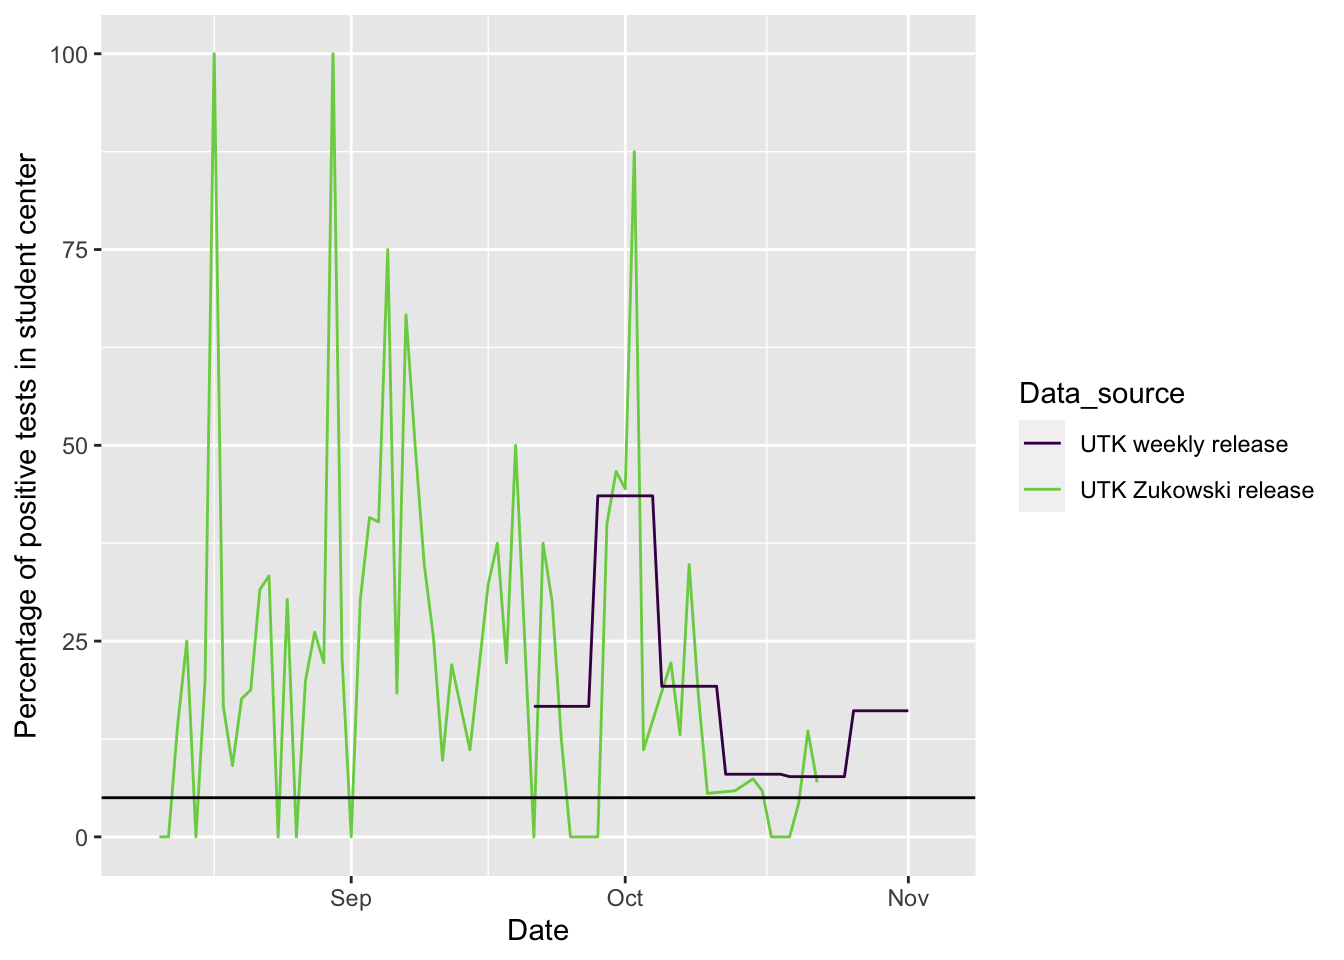 Percentage of positive tests in student center
100
75
50
25
0
Sep
Oct
Nov
Date
Data_source
UTK weekly release
UTK Zukowski release